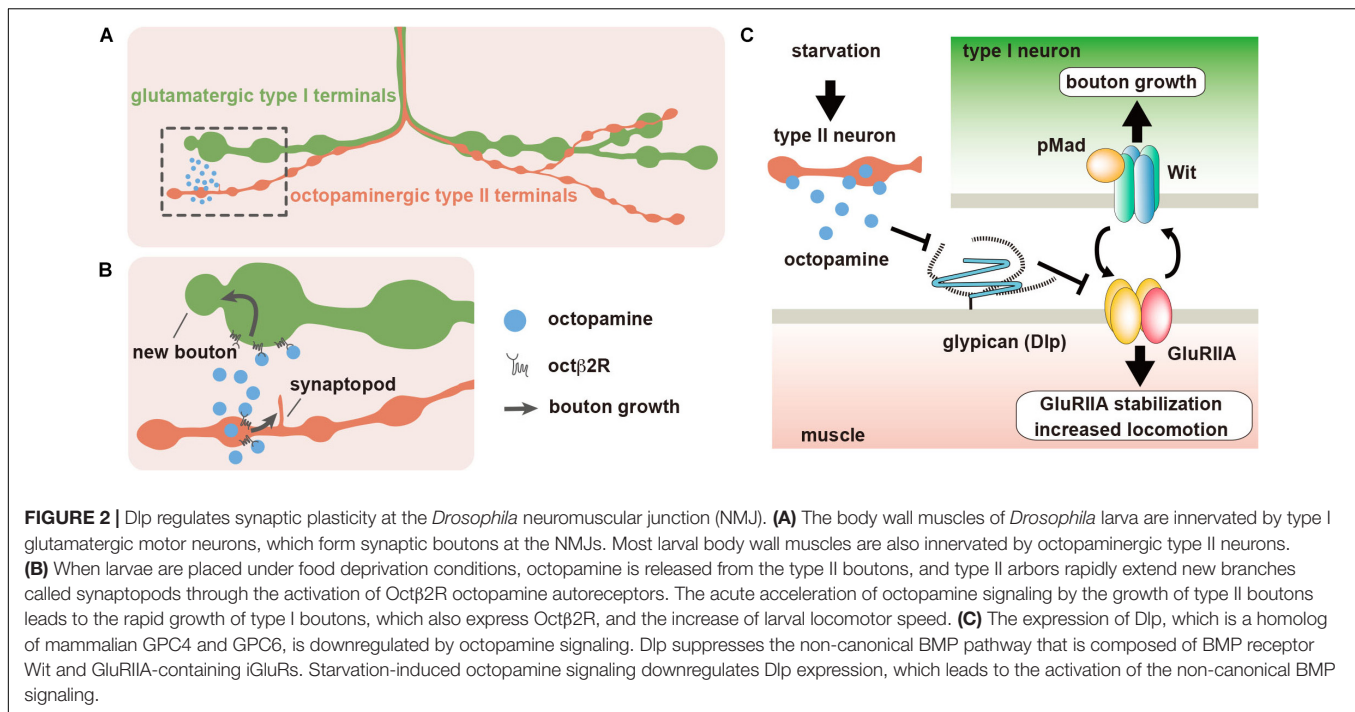 A
glutamatergic type I terminals
octopaminergic type II terminals
B
new bouton
synaptopod
octopamine
octβ2R
bouton growth
C
starvation
type II neuron
octopamine
type I neuron
bouton growth
pMad
Wit
glypican (Dlp)
GluRIIA
GluRIIA stabilization
increased locomotion
muscle
FIGURE 2 | Dlp regulates synaptic plasticity at the Drosophila neuromuscular junction (NMJ). (A) The body wall muscles of Drosophila larva are innervated by type I
glutamatergic motor neurons, which form synaptic boutons at the NMJs. Most larval body wall muscles are also innervated by octopaminergic type II neurons.
(B) When larvae are placed under food deprivation conditions, octopamine is released from the type II boutons, and type II arbors rapidly extend new branches
called synaptopods through the activation of Octβ2R octopamine autoreceptors. The acute acceleration of octopamine signaling by the growth of type II boutons
leads to the rapid growth of type I boutons, which also express Octβ2R, and the increase of larval locomotor speed. (C) The expression of Dlp, which is a homolog
of mammalian GPC4 and GPC6, is downregulated by octopamine signaling. Dlp suppresses the non-canonical BMP pathway that is composed of BMP receptor
Wit and GluRIIA-containing iGluRs. Starvation-induced octopamine signaling downregulates Dlp expression, which leads to the activation of the non-canonical BMP
signaling.